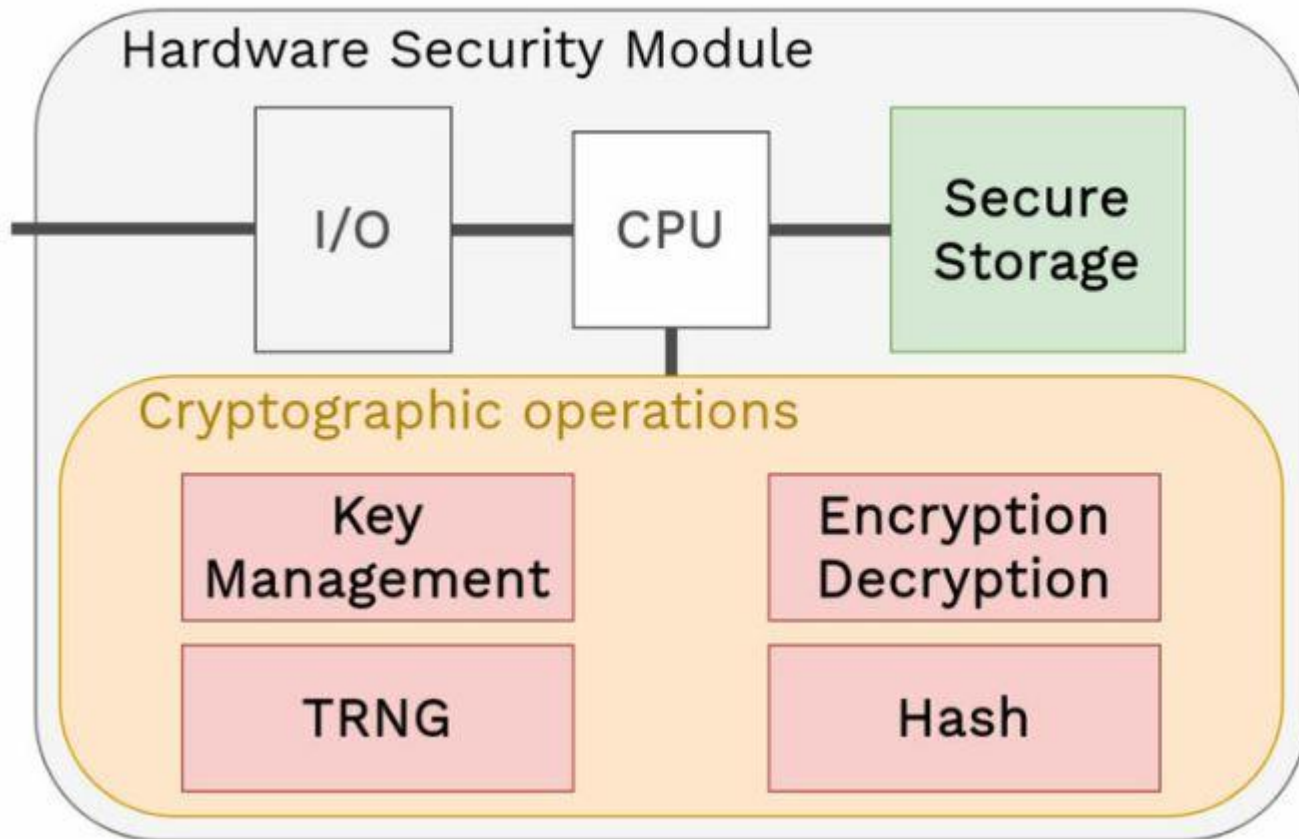 Hardware Security Module
I/O
CPU
Secure
Storage
Cryptographic operations
Key
Management
Encryption
Decryption
TRNG
Hash